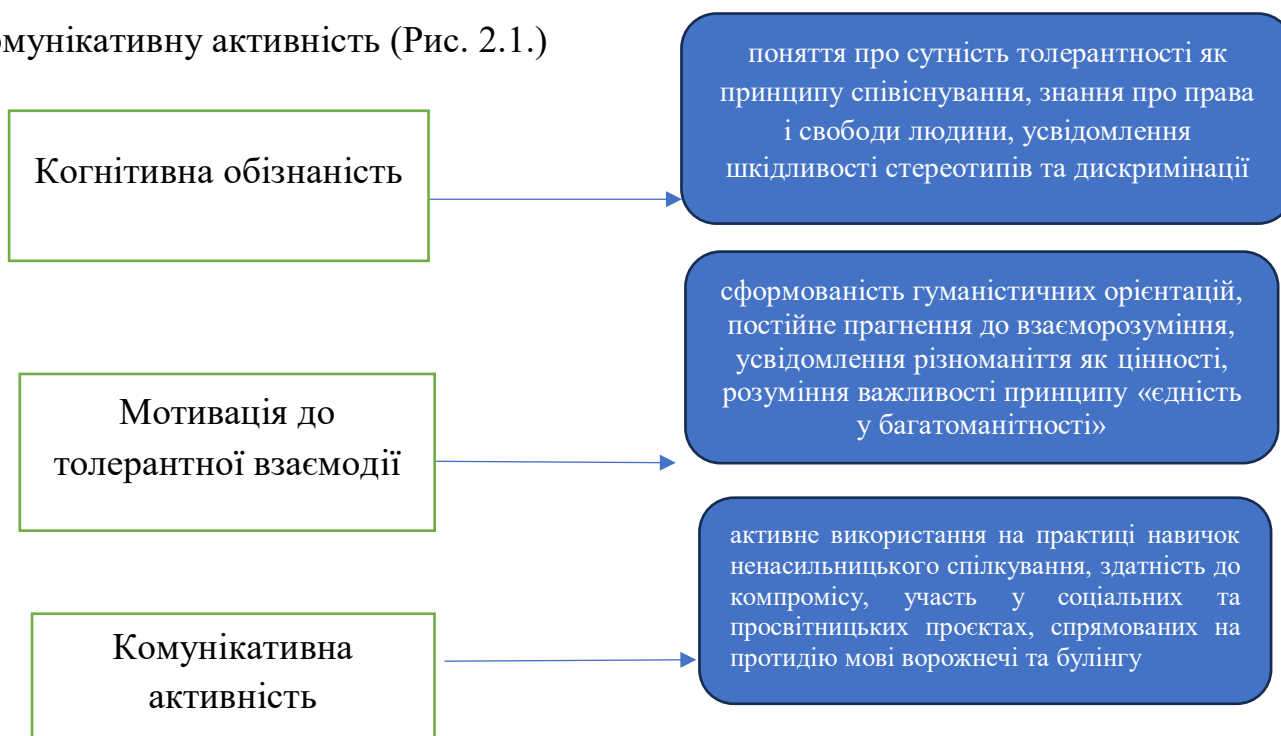 омунікативну активність (Рис. 2.1.)
Когнітивна обізнаність
поняття про сутність толерантності як
принципу співіснування, знання про права
і свободи людини, усвідомлення
шкідливості стереотипів та дискримінації
Мотивація до
толерантної взаємодії
сформованість гуманістичних орієнтацій,
постійне прагнення до взаєморозуміння,
усвідомлення різноманіття як цінності,
розуміння важливості принципу «єдність
у багатоманітності»
Комунікативна
активність
активне використання на практиці навичок
ненасильницького спілкування, здатність до
компромісу, участь у соціальних та
просвітницьких проєктах, спрямованих на
протидію мові ворожнечі та булінгу